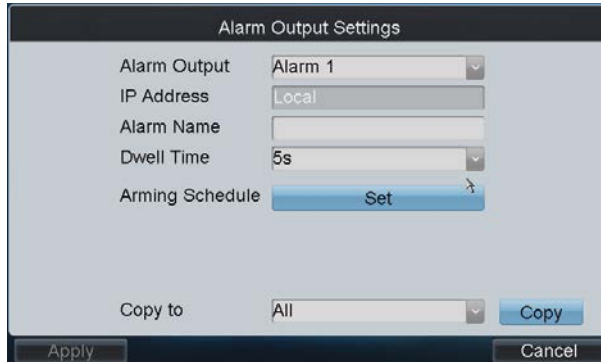 Alarm Output Settings
Alarm Output Alarm 1
IP Address Local
Alarm Name
Dwell Time 5s
Arming Schedule Set
Copy to All Copy
Apply Cancel